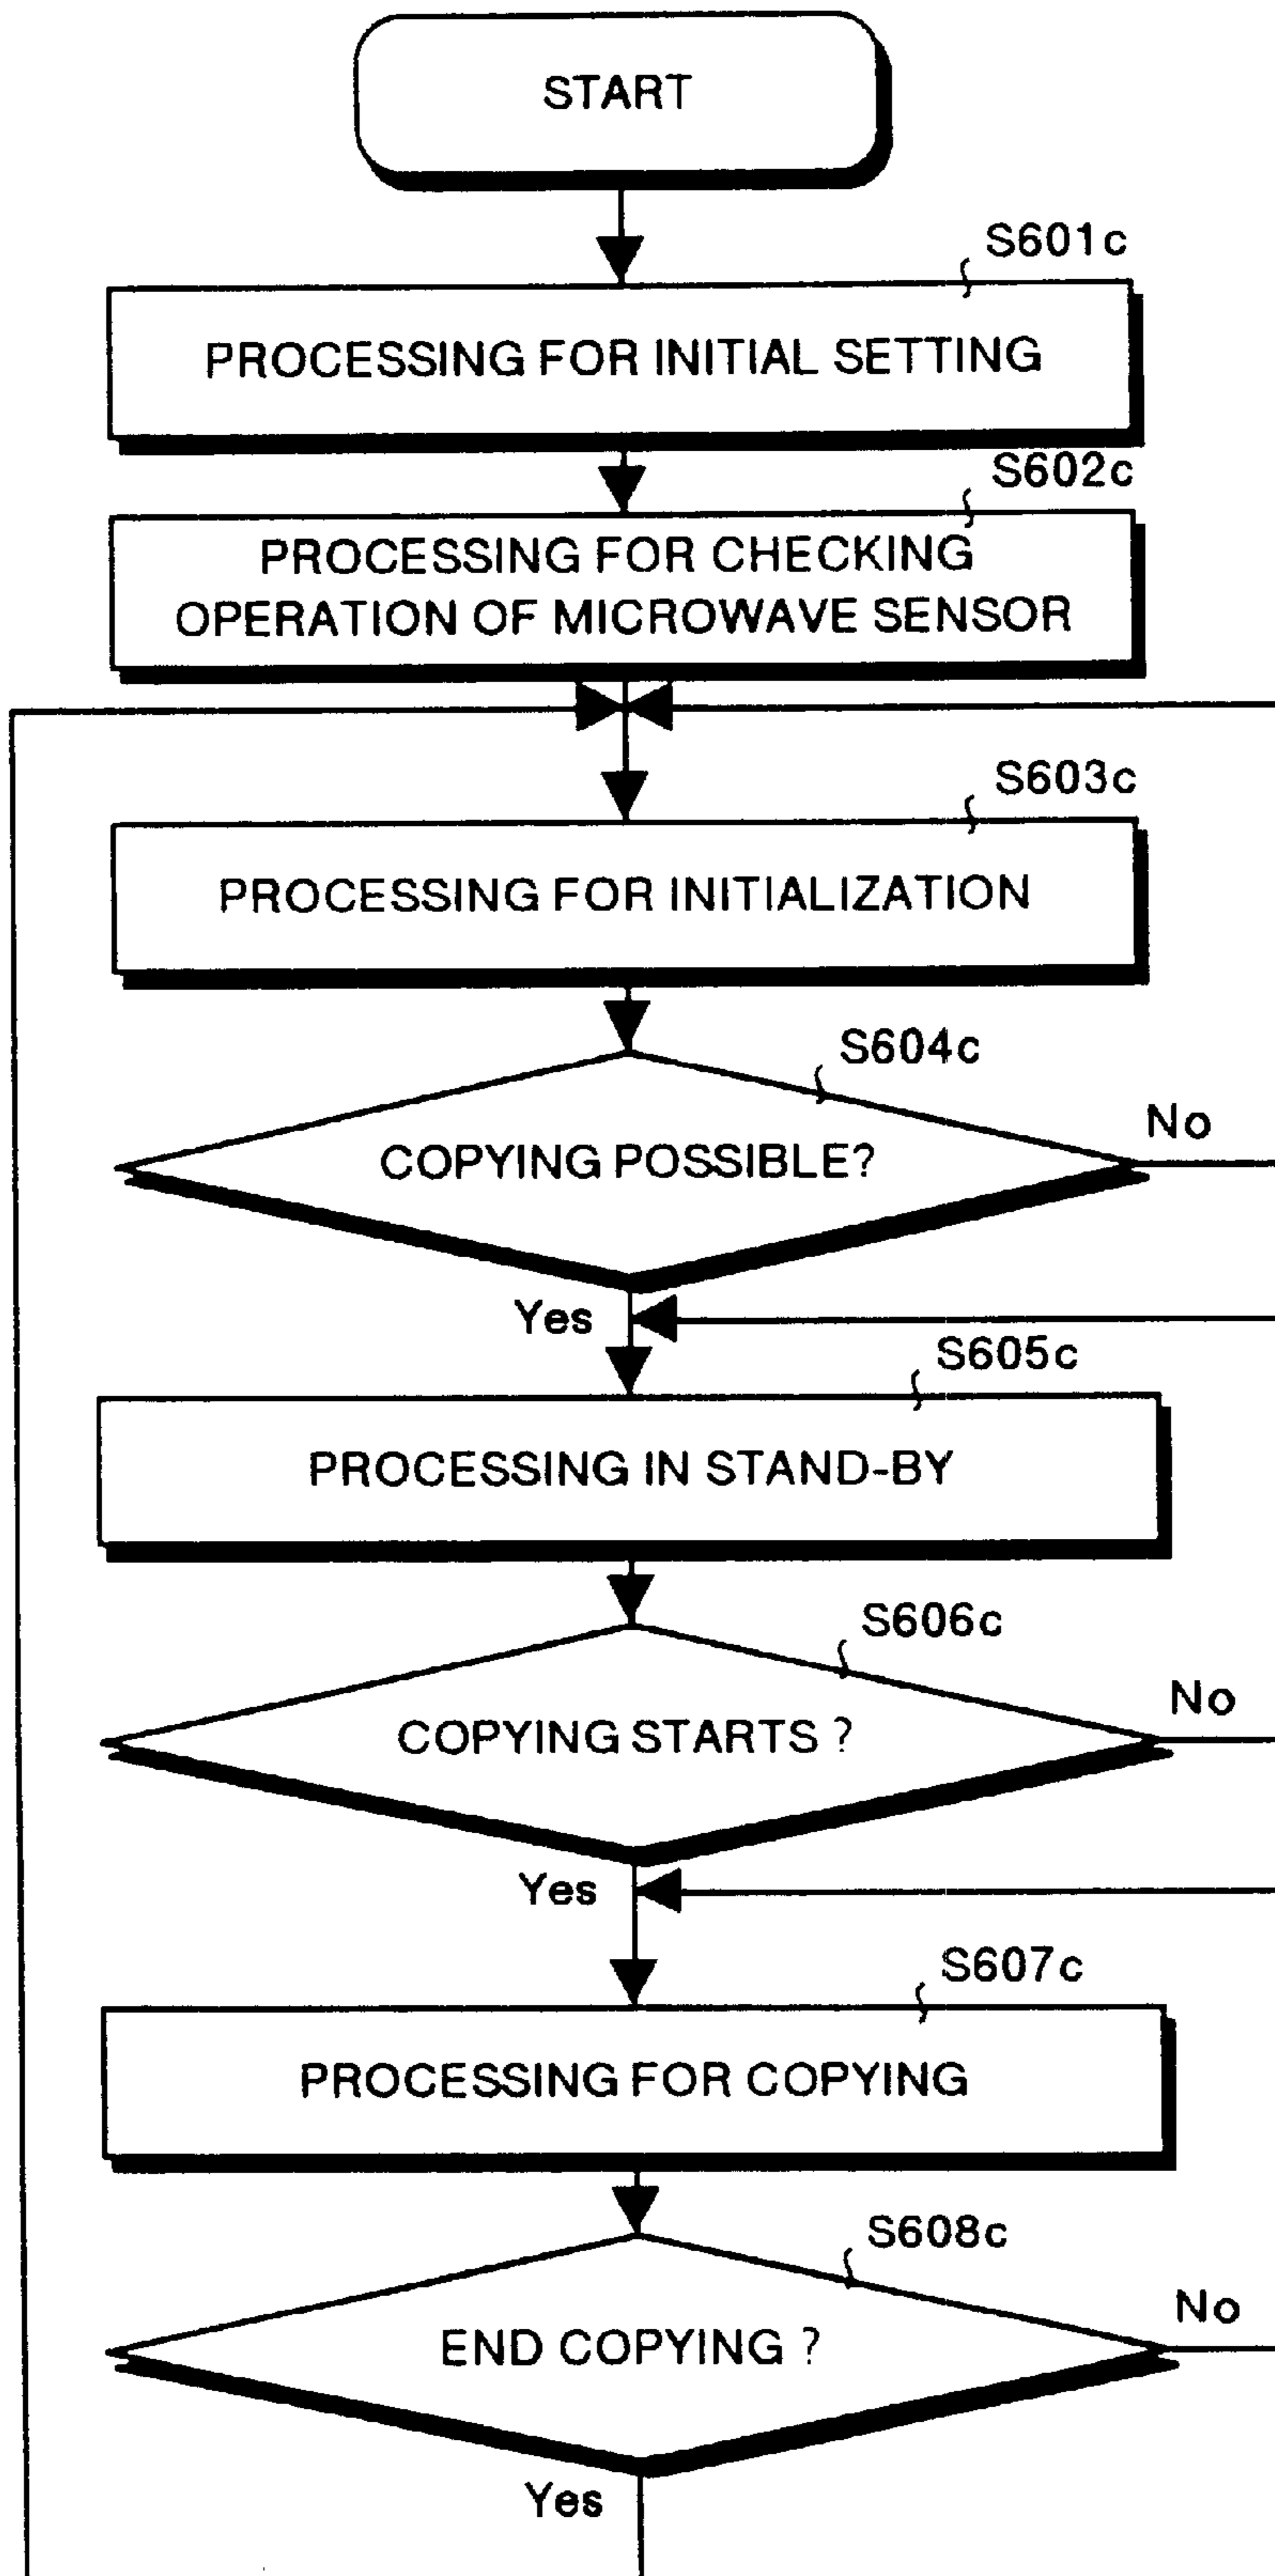 START
S601c
PROCESSING FOR INITIAL SETTING
S602c
PROCESSING FOR CHECKING
OPERATION OF MICROWAVE SENSOR
S603c
PROCESSING FOR INITIALIZATION
S604c
COPYING POSSIBLE?
No
Yes
S605c
PROCESSING IN STAND-BY
S606c
COPYING STARTS ?
No
Yes
S607c
PROCESSING FOR COPYING
S608c
END COPYING ?
No
Yes